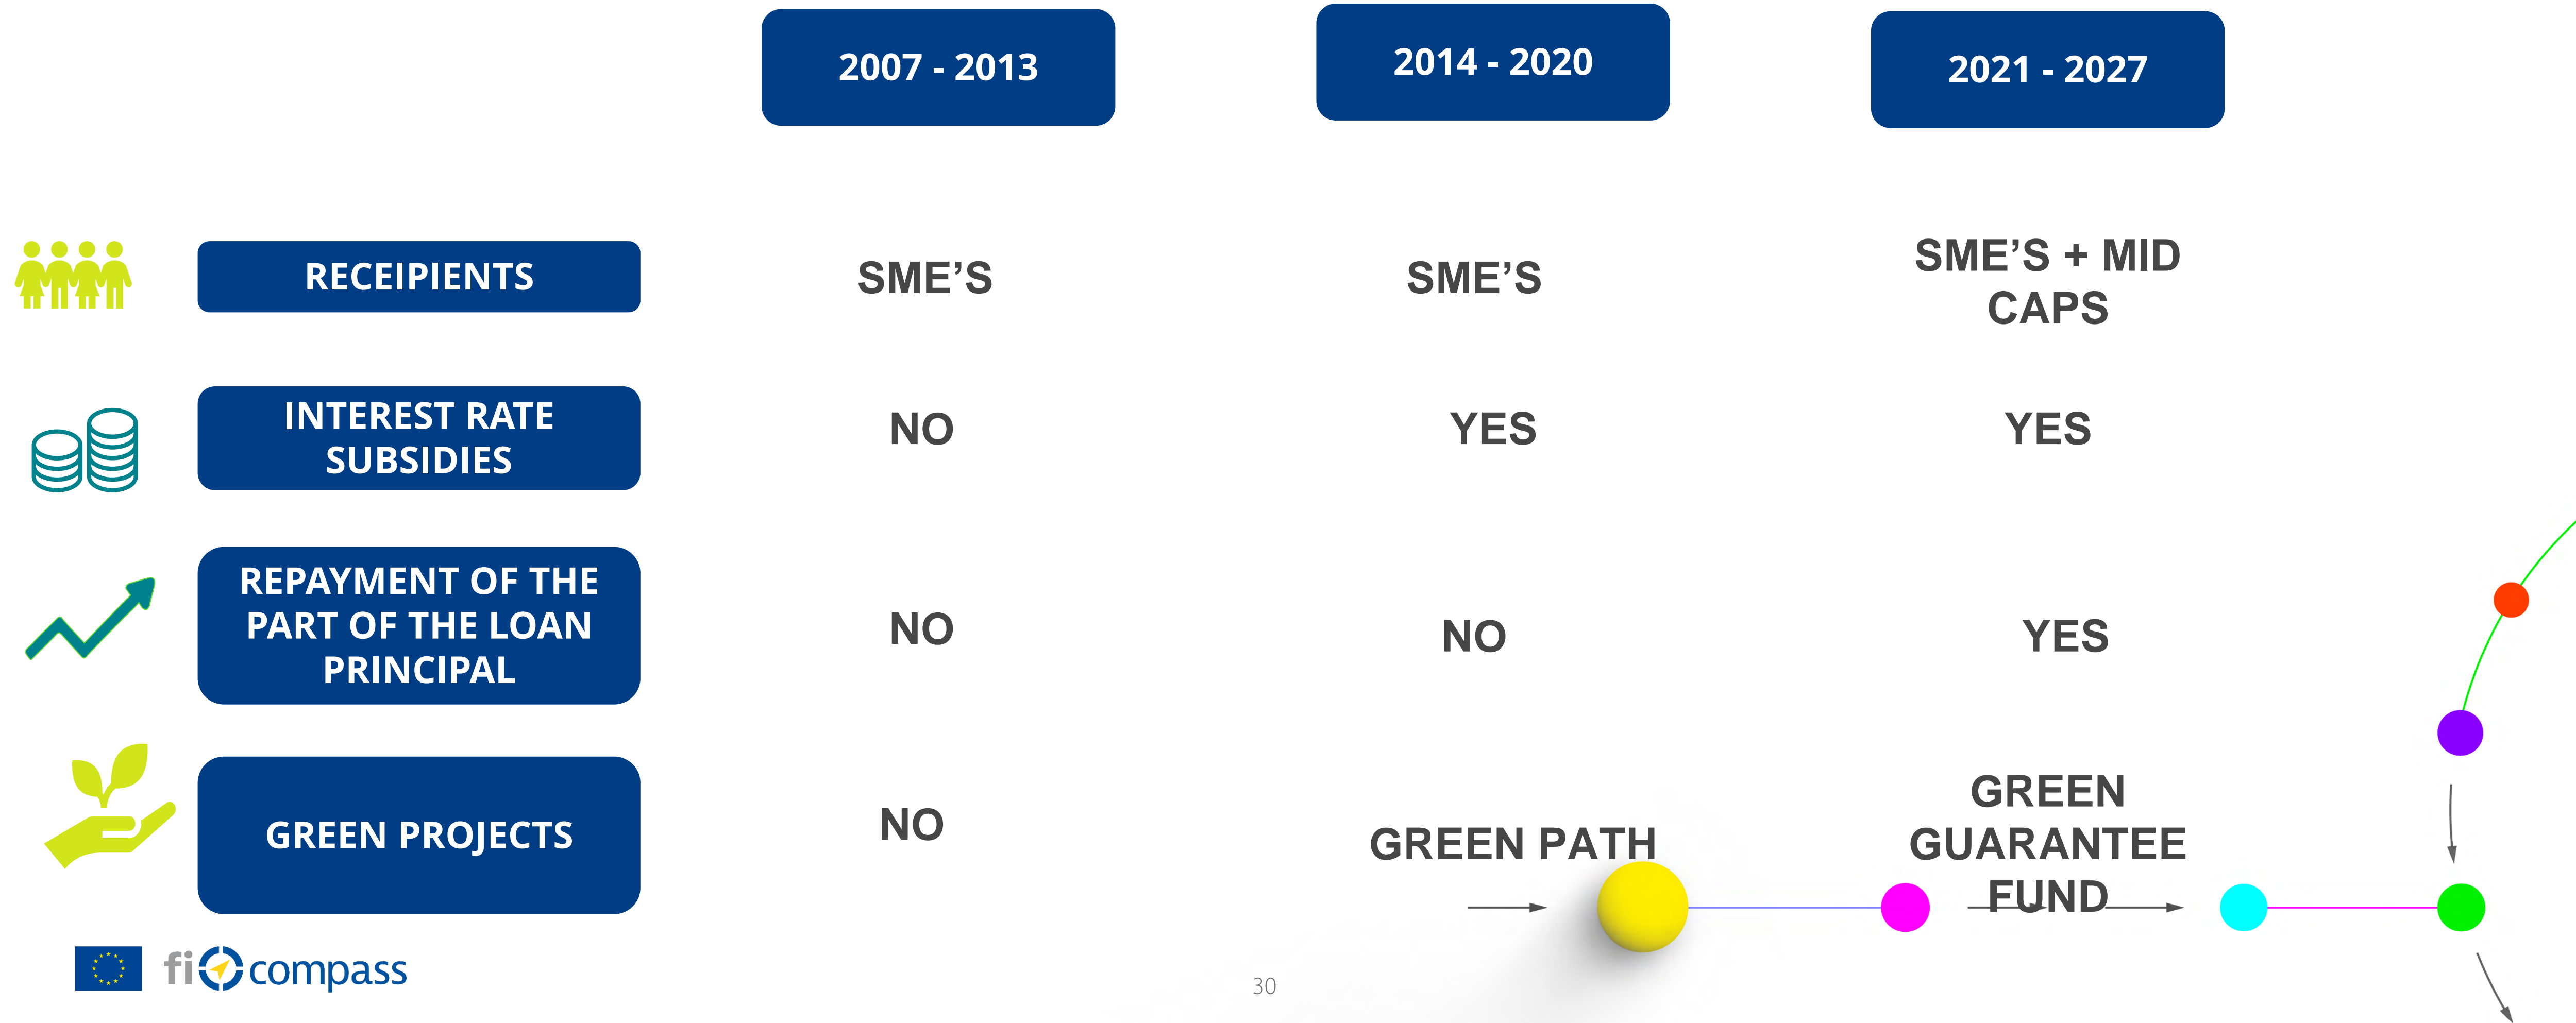 2007 - 2013
2014 - 2020
2021 - 2027
RECEIPIENTS
SME’S
SME’S
SME’S + MID
CAPS
INTEREST RATE
SUBSIDIES
NO
YES
YES
REPAYMENT OF THE
PART OF THE LOAN
PRINCIPAL
NO
NO
YES
GREEN PROJECTS
NO
GREEN PATH
GREEN
GUARANTEE
FUND
fi compass
30